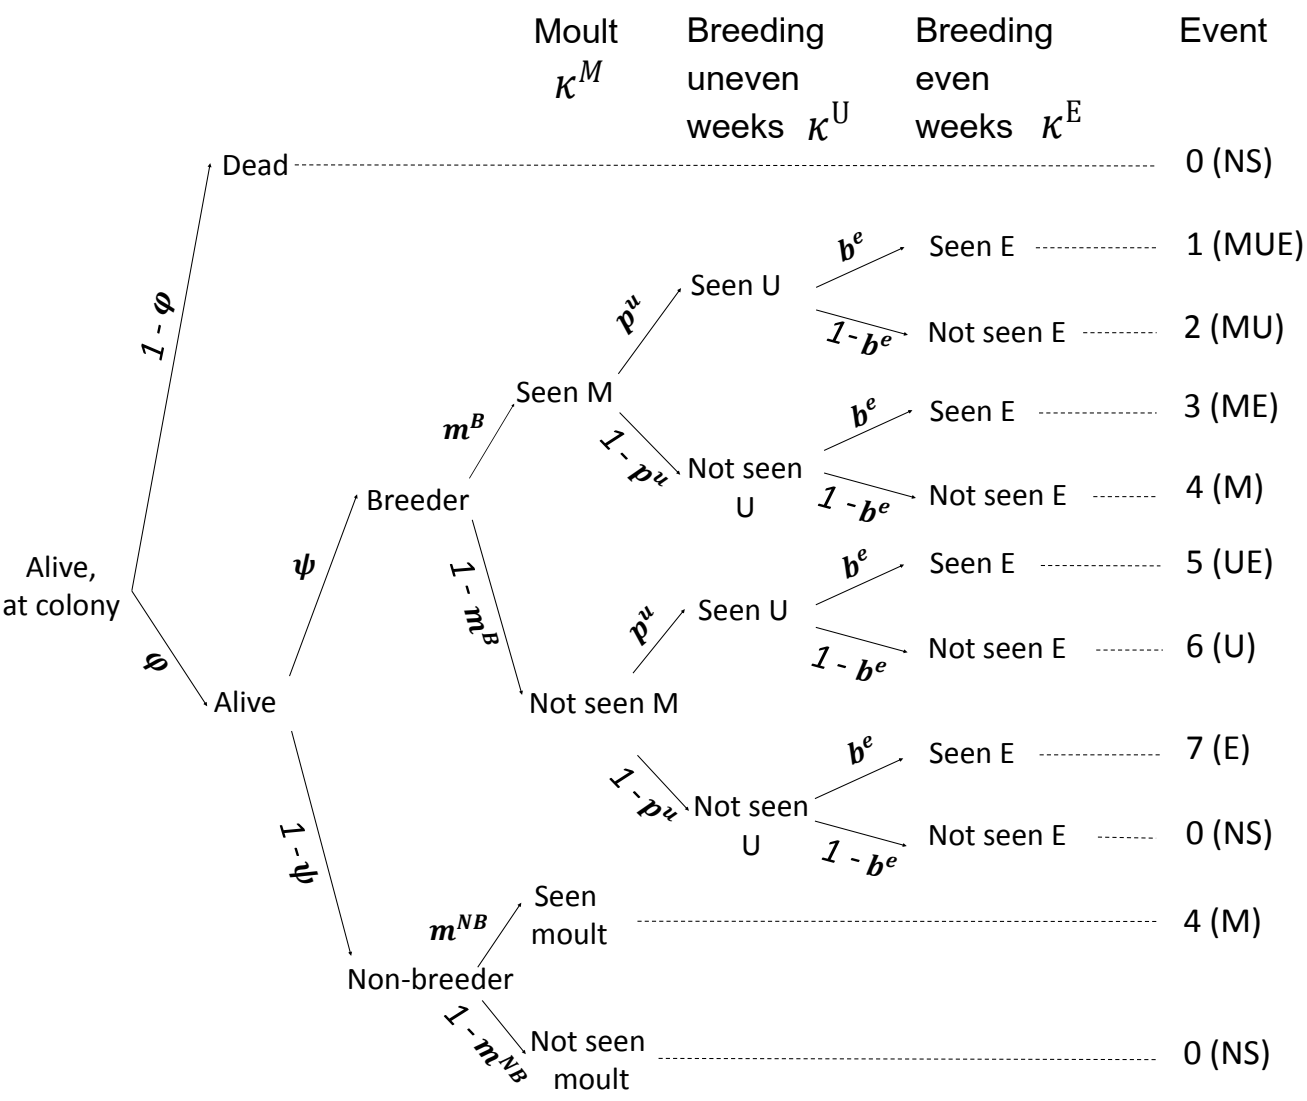 Moult
κ^M
Breeding
uneven
weeks κ^U
Breeding
even
weeks κ^E
Event
Dead
0 (NS)
1 - φ
b^e
Seen E
1 (MUE)
Seen U
p^u
1-b^e
Not seen E
2 (MU)
Seen M
m^B
b^e
Seen E
3 (ME)
1 - p^u
Not seen
U
1 - b^e
Not seen E
4 (M)
Breeder
Alive,
at colony
ψ
1 - m^B
b^e
Seen E
5 (UE)
p^u
Seen U
1 - b^e
Not seen E
6 (U)
φ
Alive
Not seen M
b^e
Seen E
7 (E)
1 - p^u
Not seen
U
1 - b^e
Not seen E
0 (NS)
1 - ψ
m^NB
Seen
moult
4 (M)
Non-breeder
1 - m^NB
Not seen
moult
0 (NS)